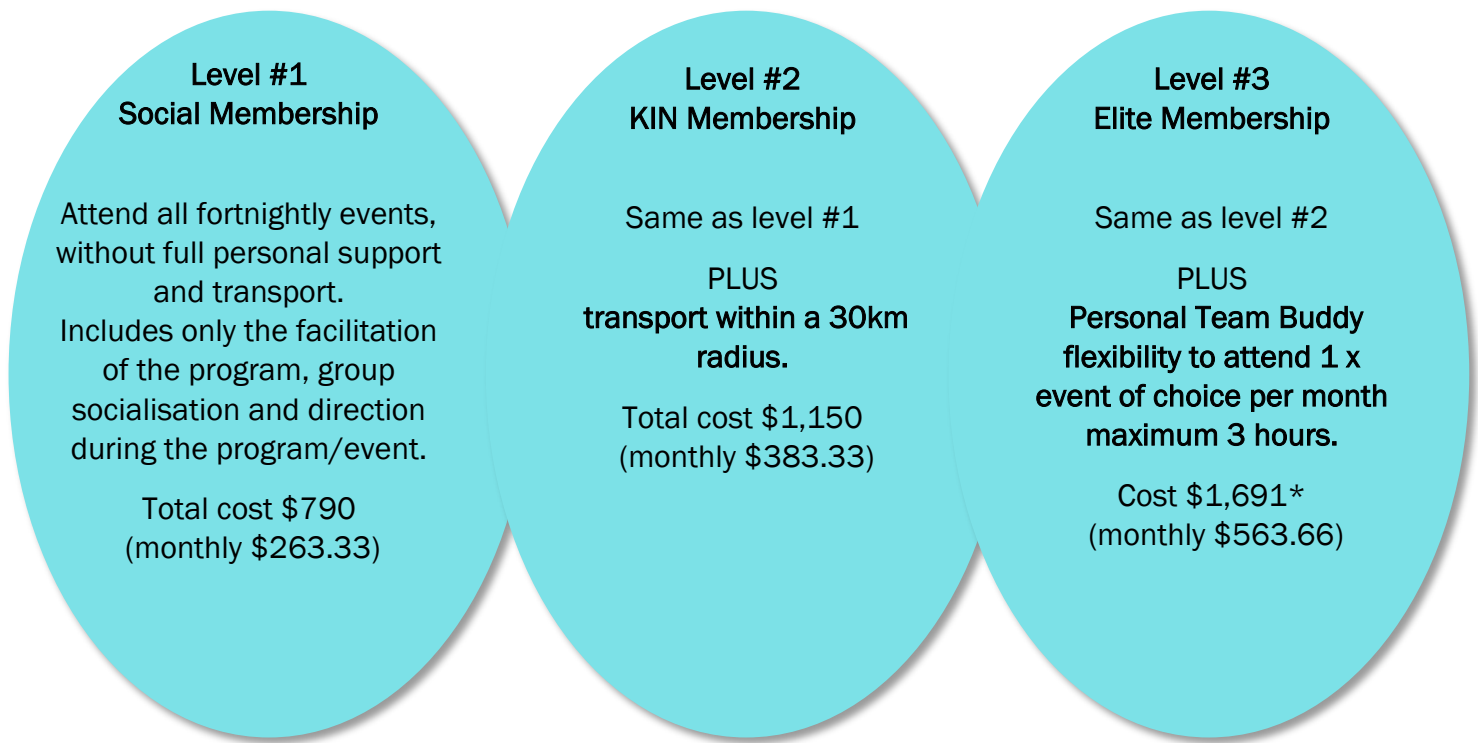 Level #1
Social Membership
Attend all fortnightly events,
without full personal support
and transport.
Includes only the facilitation
of the program, group
socialisation and direction
during the program/event.
Total cost $790
(monthly $263.33)
Level #2
KIN Membership
Same as level #1
PLUS
transport within a 30km
radius.
Total cost $1,150
(monthly $383.33)
Level #3
Elite Membership
Same as level #2
PLUS
Personal Team Buddy
flexibility to attend 1 x
event of choice per month
maximum 3 hours.
Cost $1,691*
(monthly $563.66)